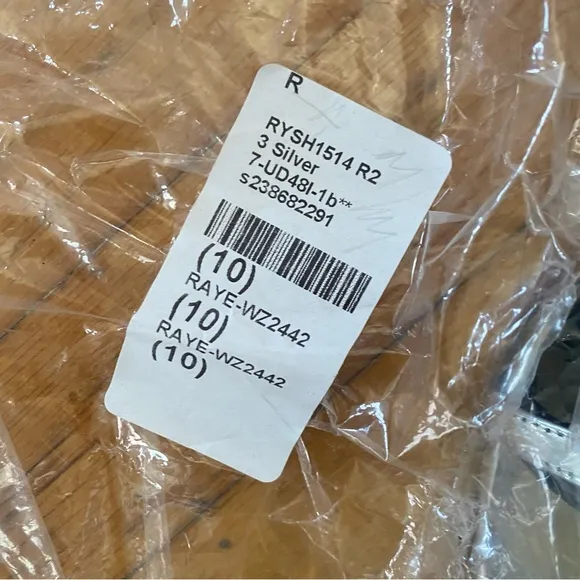 R
RYSH1514 R2
3 Silver
7-UD48I-1b**
s238682291
(10)
RAYE-WZ2442
(10)
RAYE-WZ2442
(10)